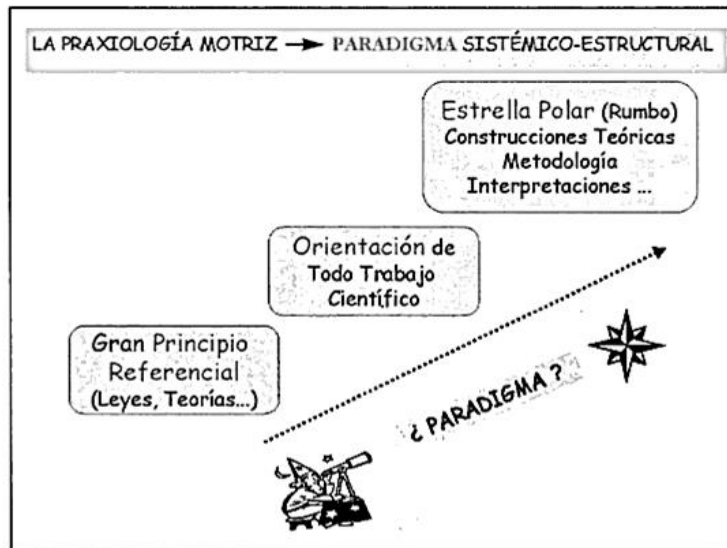 LA PRAXIOLOGÍA MOTRIZ → PARADIGMA SISTÉMICO-ESTRUCTURAL
Estrella Polar (Rumbo)
Construcciones Teóricas
Metodología
Interpretaciones ...
Orientación de
Todo Trabajo
Científico
Gran Principio
Referencial
(Leyes, Teorías...)
¿ PARADIGMA ?